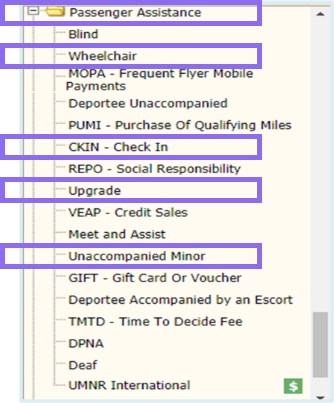 Passenger Assistance
Blind
Wheelchair
MOPA - Frequent Flyer Mobile
Payments
Deportee Unaccompanied
PUMI - Purchase Of Qualifying Miles
CKIN - Check In
REPO - Social Responsibility
Upgrade
VEAP - Credit Sales
Meet and Assist
Unaccompanied Minor
GIFT - Gift Card Or Voucher
Deportee Accompanied by an Escort
TMTD - Time To Decide Fee
DPNA
Deaf
UMNR International $